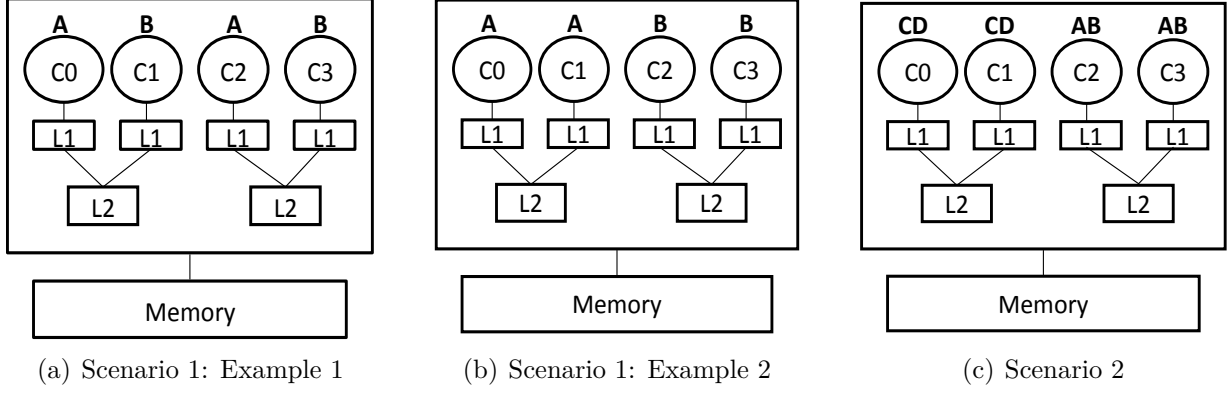 A B A B
C0 C1 C2 C3
L1 L1 L1 L1
L2 L2
Memory
(a) Scenario 1: Example 1
A A B B
C0 C1 C2 C3
L1 L1 L1 L1
L2 L2
Memory
(b) Scenario 1: Example 2
CD CD AB AB
C0 C1 C2 C3
L1 L1 L1 L1
L2 L2
Memory
(c) Scenario 2